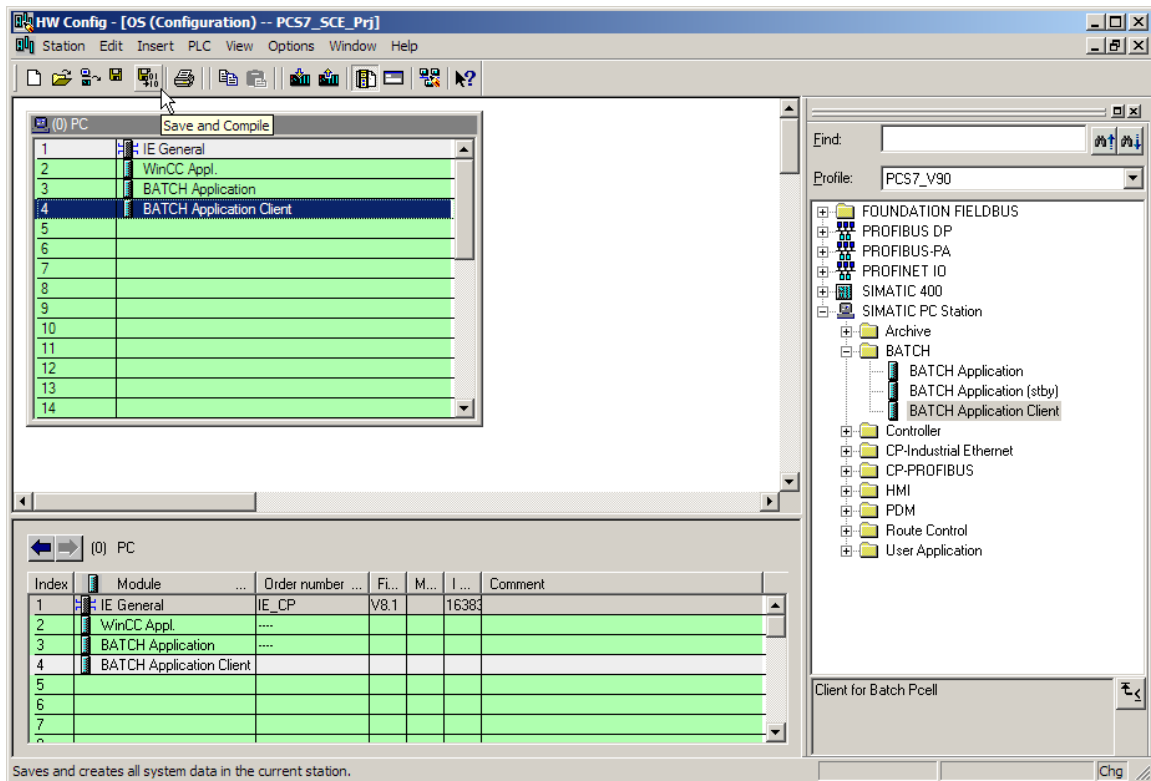 HW Config - [OS (Configuration) -- PCS7_SCE_Prj]
Station Edit Insert PLC View Options Window Help
(0) PC
Save and Compile
1 IE General
2 WinCC Appl.
3 BATCH Application
4 BATCH Application Client
5
6
7
8
9
10
11
12
13
14
Find:
Profile: PCS7_V90
FOUNDATION FIELDBUS
PROFIBUS DP
PROFIBUS-PA
PROFINET IO
SIMATIC 400
SIMATIC PC Station
Archive
BATCH
BATCH Application
BATCH Application (stby)
BATCH Application Client
Controller
CP-Industrial Ethernet
CP-PROFIBUS
HMI
PDM
Route Control
User Application
(0) PC
Index Module ... Order number ... Fi... M... I ... Comment
1 IE General IE_CP V8.1 16383
2 WinCC Appl. ----
3 BATCH Application ----
4 BATCH Application Client
5
6
7
Client for Batch Pcell
Saves and creates all system data in the current station.
Chg